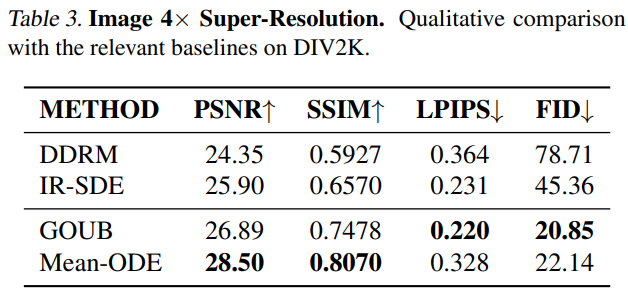 Table 3. Image 4× Super-Resolution. Qualitative comparison
with the relevant baselines on DIV2K.
METHOD PSNR↑ SSIM↑ LPIPS↓ FID↓
DDRM 24.35 0.5927 0.364 78.71
IR-SDE 25.90 0.6570 0.231 45.36
GOUB 26.89 0.7478 0.220 20.85
Mean-ODE 28.50 0.8070 0.328 22.14